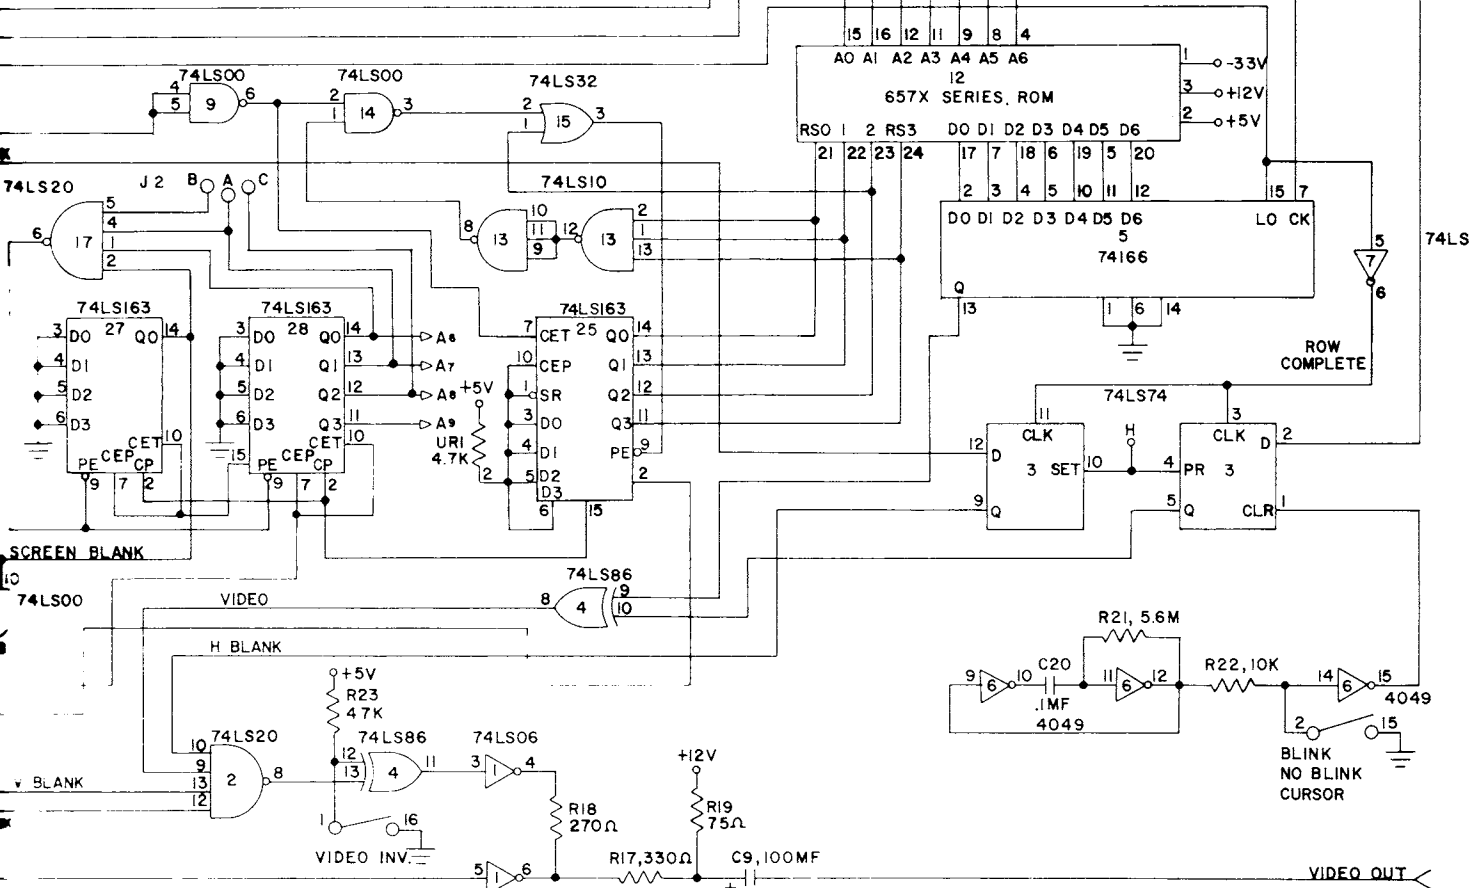 15 16 12 11 9 8 4
A0 A1 A2 A3 A4 A5 A6
12
657X SERIES, ROM
RS0 1 2 RS3 D0 D1 D2 D3 D4 D5 D6
1 -33V
3 +12V
2 +5V
21 22 23 24 17 7 18 6 19 5 20
74LS00
4
5
9
6
74LS00
2
1
14
3
74LS32
2
1
15
3
74LS20
J2 B A C
5
4
1
2
17
6
74LS10
8
13
10
11
9
12
13
2
1
13
2 3 4 5 10 11 12 15 7
D0 D1 D2 D3 D4 D5 D6 LO CK
5
74166
Q
13
1 6 14
5
7
6
74LS
ROW
COMPLETE
74LS163
3 D0 27 Q0 14
4 D1
5 D2
6 D3
CET 10
CEP
PE CP
9 7 2
74LS163
3 D0 28 Q0 14 A6
4 D1 Q1 13 A7
5 D2 Q2 12 A8
6 D3 Q3 11 A9
CET 10
15 CEP
PE CP
9 7 2
+5V
UR1
4.7K
2
74LS163
7 CET 25 Q0 14
10 CEP Q1 13
1 SR Q2 12
3 D0 Q3 11
4 D1 PE 9
5 D2 2
D3
6 15
74LS74
11
CLK
12 D
3 SET 10
9 Q
H
3
CLK D 2
4 PR 3
5 Q CLR 1
SCREEN BLANK
10
74LS00
74LS86
8 4 9
10
VIDEO
H BLANK
+5V
R23
47K
74LS20
10
9
13
12
2
8
V BLANK
74LS86
12
13
4
11
74LS06
3 1 4
1 16
VIDEO INV.
R18
270Ω
+12V
R19
75Ω
5 1 6
R17,330Ω
C9,100MF
+
VIDEO OUT
R21, 5.6M
9 6 10
C20
.1MF
11 6 12
4049
R22,10K
14 6 15
4049
2 15
BLINK
NO BLINK
CURSOR